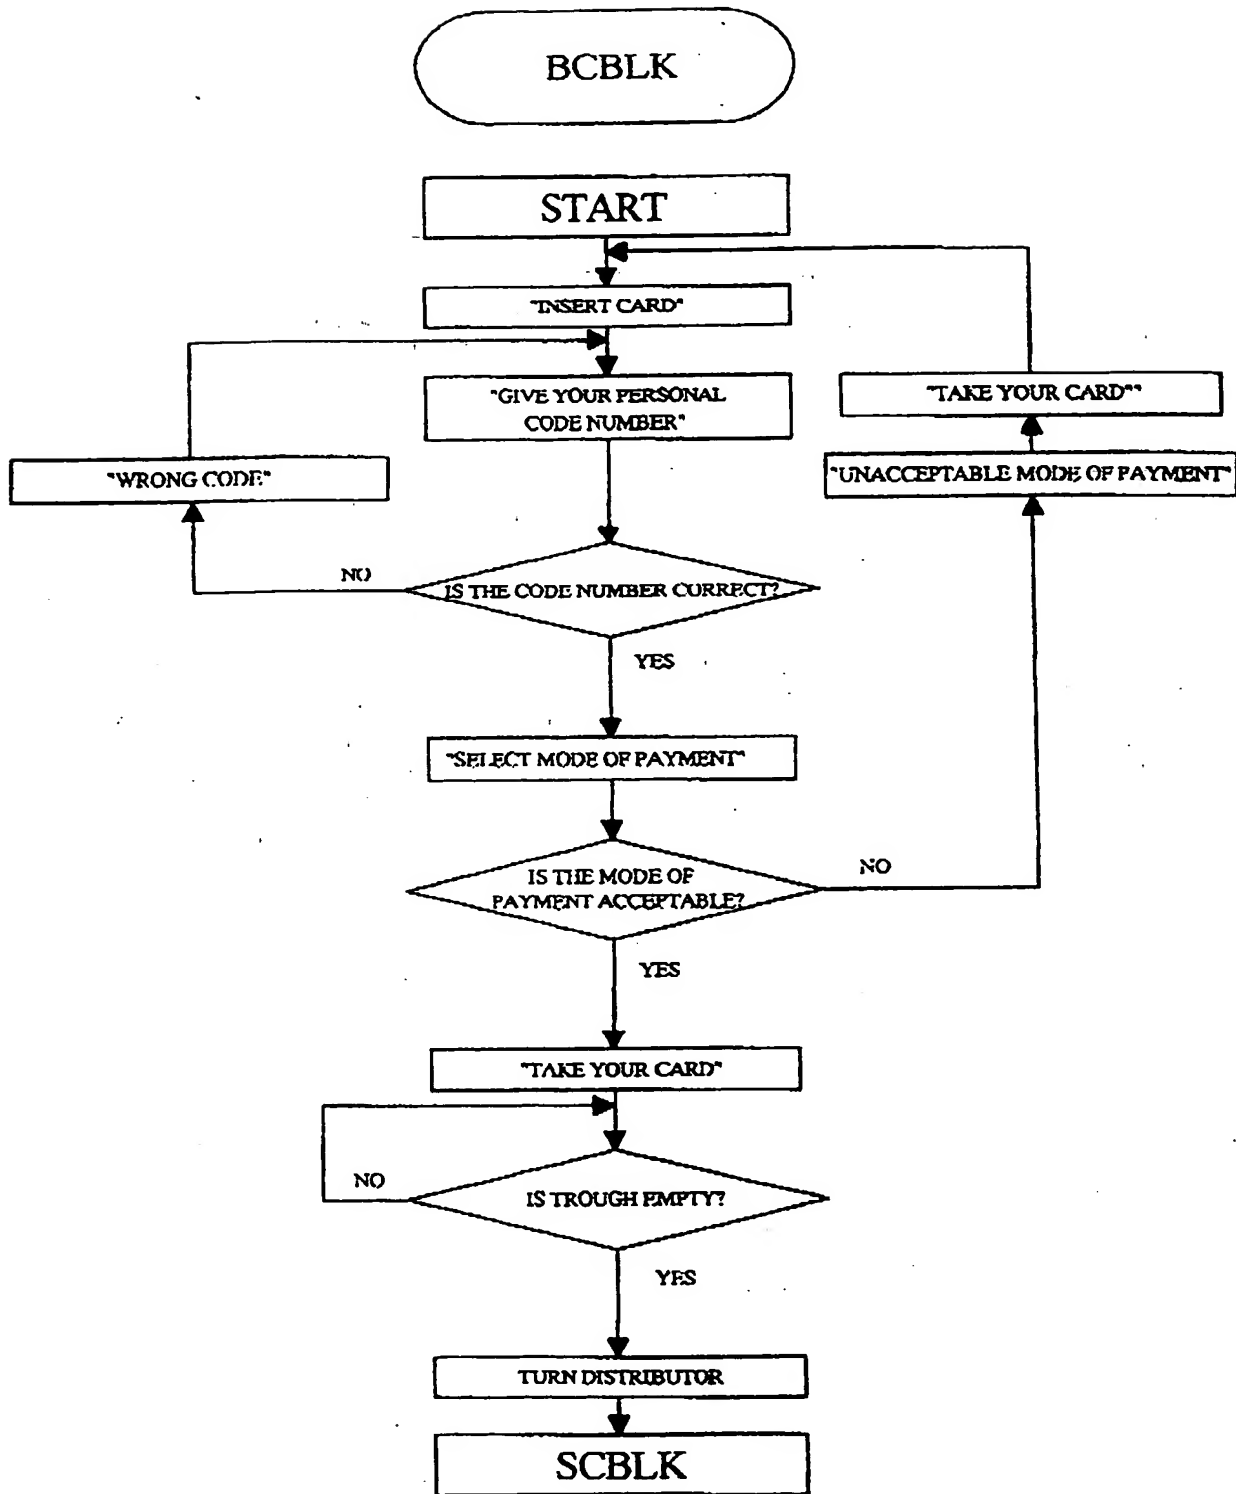 BCBLK
START
"INSERT CARD"
"GIVE YOUR PERSONAL
CODE NUMBER"
"TAKE YOUR CARD""
"WRONG CODE"
"UNACCEPTABLE MODE OF PAYMENT"
NO
IS THE CODE NUMBER CURRECT?
YES
"SELECT MODE OF PAYMENT"
IS THE MODE OF
PAYMENT ACCEPTABLE?
NO
YES
"TAKE YOUR CARD"
NO
IS TROUGH EMPTY?
YES
TURN DISTRIBUTOR
SCBLK